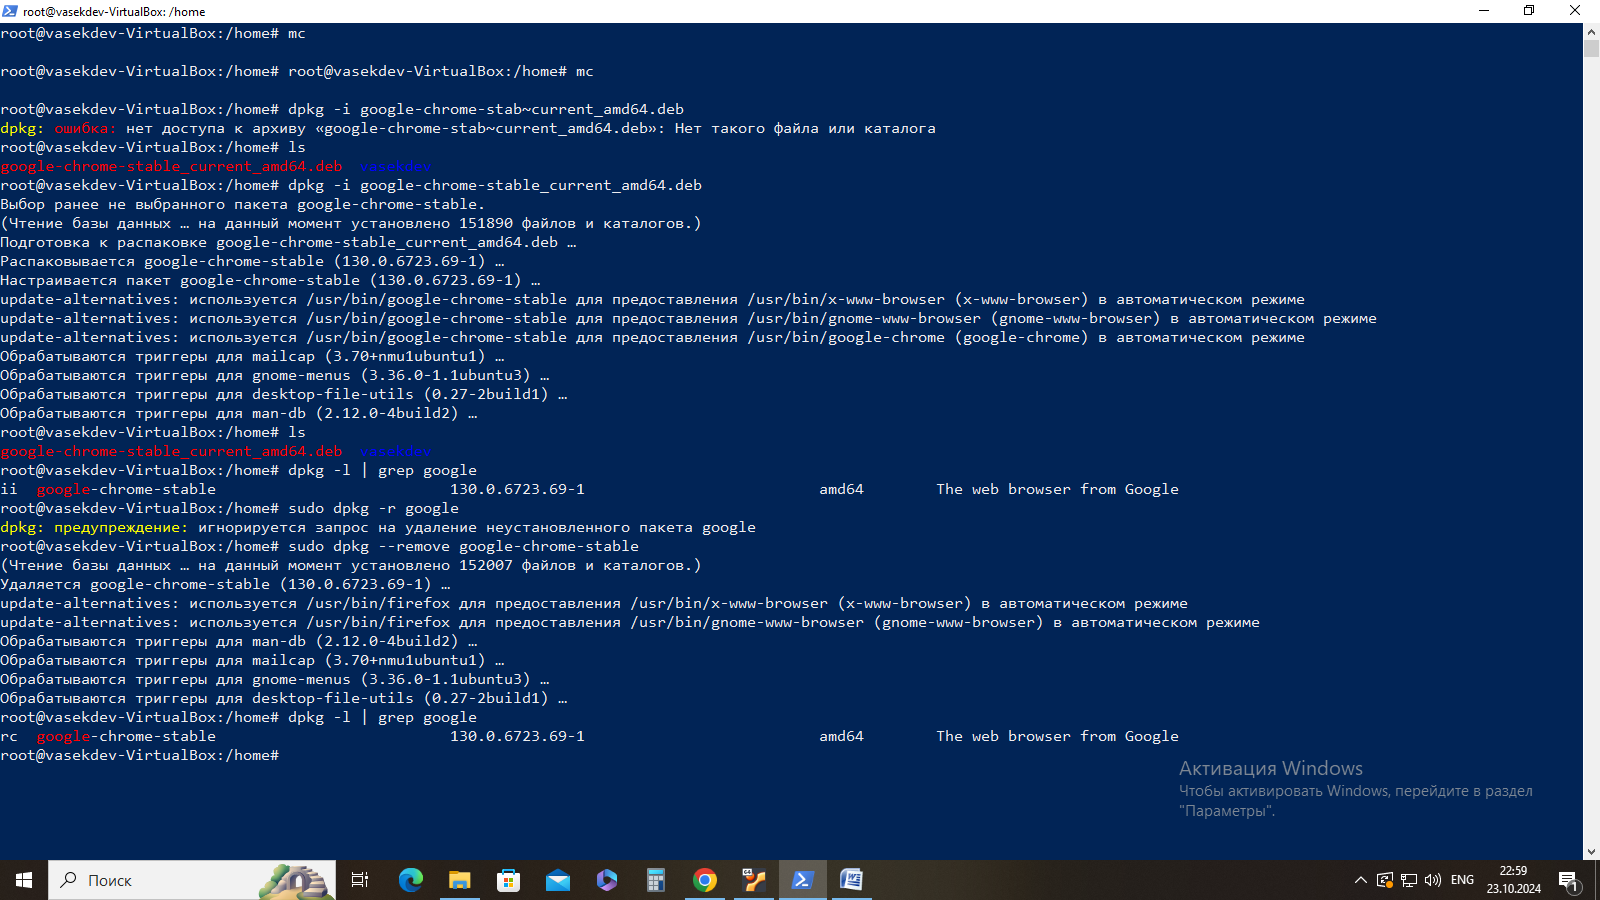 root@vasekdev-VirtualBox: /home
root@vasekdev-VirtualBox:/home# mc
root@vasekdev-VirtualBox:/home# root@vasekdev-VirtualBox:/home# mc
root@vasekdev-VirtualBox:/home# dpkg -i google-chrome-stab~current_amd64.deb
dpkg: ошибка: нет доступа к архиву «google-chrome-stab~current_amd64.deb»: Нет такого файла или каталога
root@vasekdev-VirtualBox:/home# ls
google-chrome-stable_current_amd64.deb  vasekdev
root@vasekdev-VirtualBox:/home# dpkg -i google-chrome-stable_current_amd64.deb
Выбор ранее не выбранного пакета google-chrome-stable.
(Чтение базы данных … на данный момент установлено 151890 файлов и каталогов.)
Подготовка к распаковке google-chrome-stable_current_amd64.deb …
Распаковывается google-chrome-stable (130.0.6723.69-1) …
Настраивается пакет google-chrome-stable (130.0.6723.69-1) …
update-alternatives: используется /usr/bin/google-chrome-stable для предоставления /usr/bin/x-www-browser (x-www-browser) в автоматическом режиме
update-alternatives: используется /usr/bin/google-chrome-stable для предоставления /usr/bin/gnome-www-browser (gnome-www-browser) в автоматическом режиме
update-alternatives: используется /usr/bin/google-chrome-stable для предоставления /usr/bin/google-chrome (google-chrome) в автоматическом режиме
Обрабатываются триггеры для mailcap (3.70+nmu1ubuntu1) …
Обрабатываются триггеры для gnome-menus (3.36.0-1.1ubuntu3) …
Обрабатываются триггеры для desktop-file-utils (0.27-2build1) …
Обрабатываются триггеры для man-db (2.12.0-4build2) …
root@vasekdev-VirtualBox:/home# ls
google-chrome-stable_current_amd64.deb  vasekdev
root@vasekdev-VirtualBox:/home# dpkg -l | grep google
ii  google-chrome-stable                          130.0.6723.69-1                          amd64        The web browser from Google
root@vasekdev-VirtualBox:/home# sudo dpkg -r google
dpkg: предупреждение: игнорируется запрос на удаление неустановленного пакета google
root@vasekdev-VirtualBox:/home# sudo dpkg --remove google-chrome-stable
(Чтение базы данных … на данный момент установлено 152007 файлов и каталогов.)
Удаляется google-chrome-stable (130.0.6723.69-1) …
update-alternatives: используется /usr/bin/firefox для предоставления /usr/bin/x-www-browser (x-www-browser) в автоматическом режиме
update-alternatives: используется /usr/bin/firefox для предоставления /usr/bin/gnome-www-browser (gnome-www-browser) в автоматическом режиме
Обрабатываются триггеры для man-db (2.12.0-4build2) …
Обрабатываются триггеры для mailcap (3.70+nmu1ubuntu1) …
Обрабатываются триггеры для gnome-menus (3.36.0-1.1ubuntu3) …
Обрабатываются триггеры для desktop-file-utils (0.27-2build1) …
root@vasekdev-VirtualBox:/home# dpkg -l | grep google
rc  google-chrome-stable                          130.0.6723.69-1                          amd64        The web browser from Google
root@vasekdev-VirtualBox:/home#
Активация Windows
Чтобы активировать Windows, перейдите в раздел
"Параметры".
Поиск
ENG
22:59
23.10.2024
1